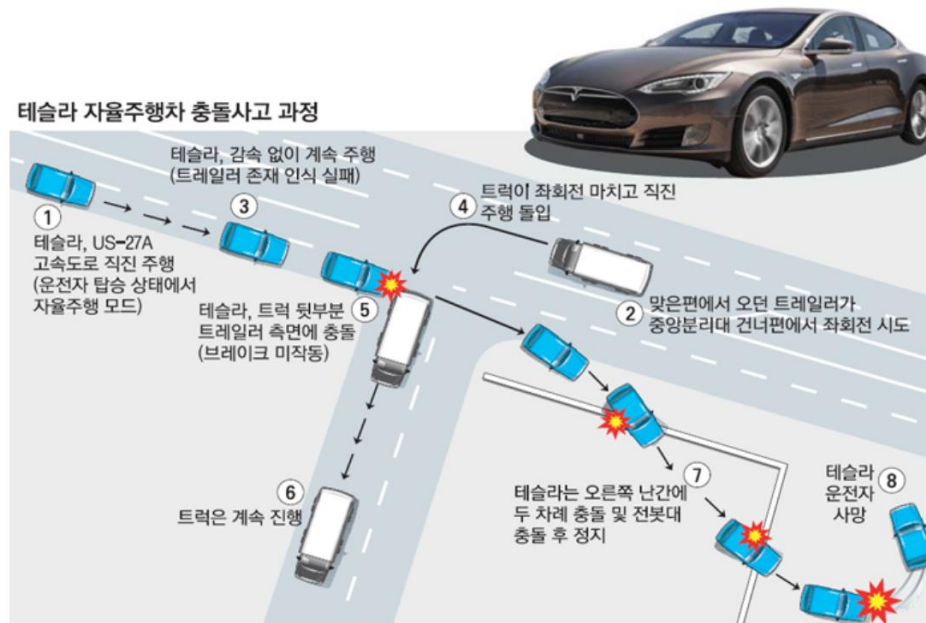 테슬라 자율주행차 충돌사고 과정
①
테슬라, US-27A
고속도로 직진 주행
(운전자 탑승 상태에서
자율주행 모드)
맞은편에서 오던 트레일러가
②
중앙분리대 건너편에서 좌회전 시도
테슬라, 감속 없이 계속 주행
(트레일러 존재 인식 실패)
③
트럭이 좌회전 마치고 직진
④
주행 돌입
테슬라, 트럭 뒷부분
⑤
트레일러 측면에 충돌
(브레이크 미작동)
⑥
트럭은 계속 진행
⑦
테슬라는 오른쪽 난간에
두 차례 충돌 및 전봇대
충돌 후 정지
테슬라
⑧
운전자
사망